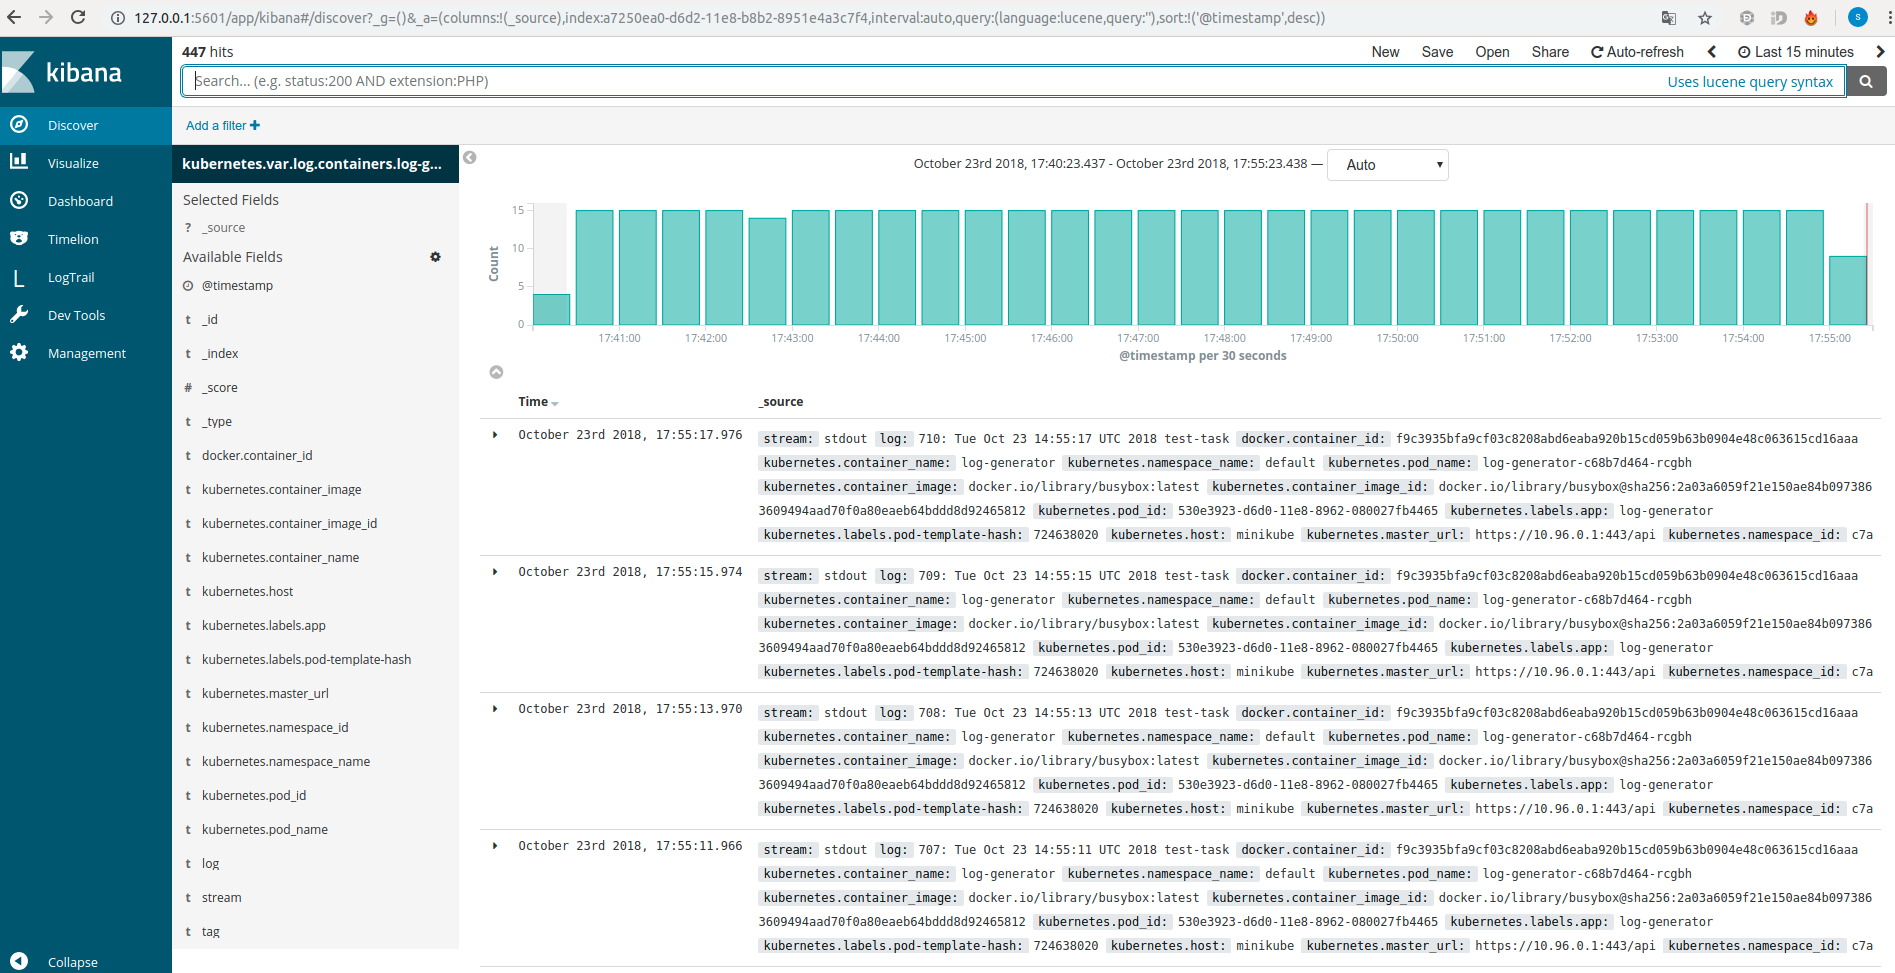 127.0.0.1:5601/app/kibana#/discover?_g=()&_a=(columns:!(_source),index:a7250ea0-d6d2-11e8-b8b2-8951e4a3c7f4,interval:auto,query:(language:lucene,query:''),sort:!('@timestamp',desc))
S
kibana
Discover
Visualize
Dashboard
Timelion
L LogTrail
Dev Tools
Management
Collapse
447 hits
New Save Open Share Auto-refresh Last 15 minutes
Search... (e.g. status:200 AND extension:PHP) Uses lucene query syntax
Add a filter +
kubernetes.var.log.containers.log-g...
Selected Fields
? _source
Available Fields
@timestamp
t _id
t _index
# _score
t _type
t docker.container_id
t kubernetes.container_image
t kubernetes.container_image_id
t kubernetes.container_name
t kubernetes.host
t kubernetes.labels.app
t kubernetes.labels.pod-template-hash
t kubernetes.master_url
t kubernetes.namespace_id
t kubernetes.namespace_name
t kubernetes.pod_id
t kubernetes.pod_name
t log
t stream
t tag
October 23rd 2018, 17:40:23.437 - October 23rd 2018, 17:55:23.438 — Auto
Count
15
10
5
0
17:41:00 17:42:00 17:43:00 17:44:00 17:45:00 17:46:00 17:47:00 17:48:00 17:49:00 17:50:00 17:51:00 17:52:00 17:53:00 17:54:00 17:55:00
@timestamp per 30 seconds
Time _source
October 23rd 2018, 17:55:17.976 stream: stdout log: 710: Tue Oct 23 14:55:17 UTC 2018 test-task docker.container_id: f9c3935bfa9cf03c8208abd6eaba920b15cd059b63b0904e48c063615cd16aaa
kubernetes.container_name: log-generator kubernetes.namespace_name: default kubernetes.pod_name: log-generator-c68b7d464-rcgbh
kubernetes.container_image: docker.io/library/busybox:latest kubernetes.container_image_id: docker.io/library/busybox@sha256:2a03a6059f21e150ae84b097386
3609494aad70f0a80eaeb64bddd8d92465812 kubernetes.pod_id: 530e3923-d6d0-11e8-8962-080027fb4465 kubernetes.labels.app: log-generator
kubernetes.labels.pod-template-hash: 724638020 kubernetes.host: minikube kubernetes.master_url: https://10.96.0.1:443/api kubernetes.namespace_id: c7a
October 23rd 2018, 17:55:15.974 stream: stdout log: 709: Tue Oct 23 14:55:15 UTC 2018 test-task docker.container_id: f9c3935bfa9cf03c8208abd6eaba920b15cd059b63b0904e48c063615cd16aaa
kubernetes.container_name: log-generator kubernetes.namespace_name: default kubernetes.pod_name: log-generator-c68b7d464-rcgbh
kubernetes.container_image: docker.io/library/busybox:latest kubernetes.container_image_id: docker.io/library/busybox@sha256:2a03a6059f21e150ae84b097386
3609494aad70f0a80eaeb64bddd8d92465812 kubernetes.pod_id: 530e3923-d6d0-11e8-8962-080027fb4465 kubernetes.labels.app: log-generator
kubernetes.labels.pod-template-hash: 724638020 kubernetes.host: minikube kubernetes.master_url: https://10.96.0.1:443/api kubernetes.namespace_id: c7a
October 23rd 2018, 17:55:13.970 stream: stdout log: 708: Tue Oct 23 14:55:13 UTC 2018 test-task docker.container_id: f9c3935bfa9cf03c8208abd6eaba920b15cd059b63b0904e48c063615cd16aaa
kubernetes.container_name: log-generator kubernetes.namespace_name: default kubernetes.pod_name: log-generator-c68b7d464-rcgbh
kubernetes.container_image: docker.io/library/busybox:latest kubernetes.container_image_id: docker.io/library/busybox@sha256:2a03a6059f21e150ae84b097386
3609494aad70f0a80eaeb64bddd8d92465812 kubernetes.pod_id: 530e3923-d6d0-11e8-8962-080027fb4465 kubernetes.labels.app: log-generator
kubernetes.labels.pod-template-hash: 724638020 kubernetes.host: minikube kubernetes.master_url: https://10.96.0.1:443/api kubernetes.namespace_id: c7a
October 23rd 2018, 17:55:11.966 stream: stdout log: 707: Tue Oct 23 14:55:11 UTC 2018 test-task docker.container_id: f9c3935bfa9cf03c8208abd6eaba920b15cd059b63b0904e48c063615cd16aaa
kubernetes.container_name: log-generator kubernetes.namespace_name: default kubernetes.pod_name: log-generator-c68b7d464-rcgbh
kubernetes.container_image: docker.io/library/busybox:latest kubernetes.container_image_id: docker.io/library/busybox@sha256:2a03a6059f21e150ae84b097386
3609494aad70f0a80eaeb64bddd8d92465812 kubernetes.pod_id: 530e3923-d6d0-11e8-8962-080027fb4465 kubernetes.labels.app: log-generator
kubernetes.labels.pod-template-hash: 724638020 kubernetes.host: minikube kubernetes.master_url: https://10.96.0.1:443/api kubernetes.namespace_id: c7a